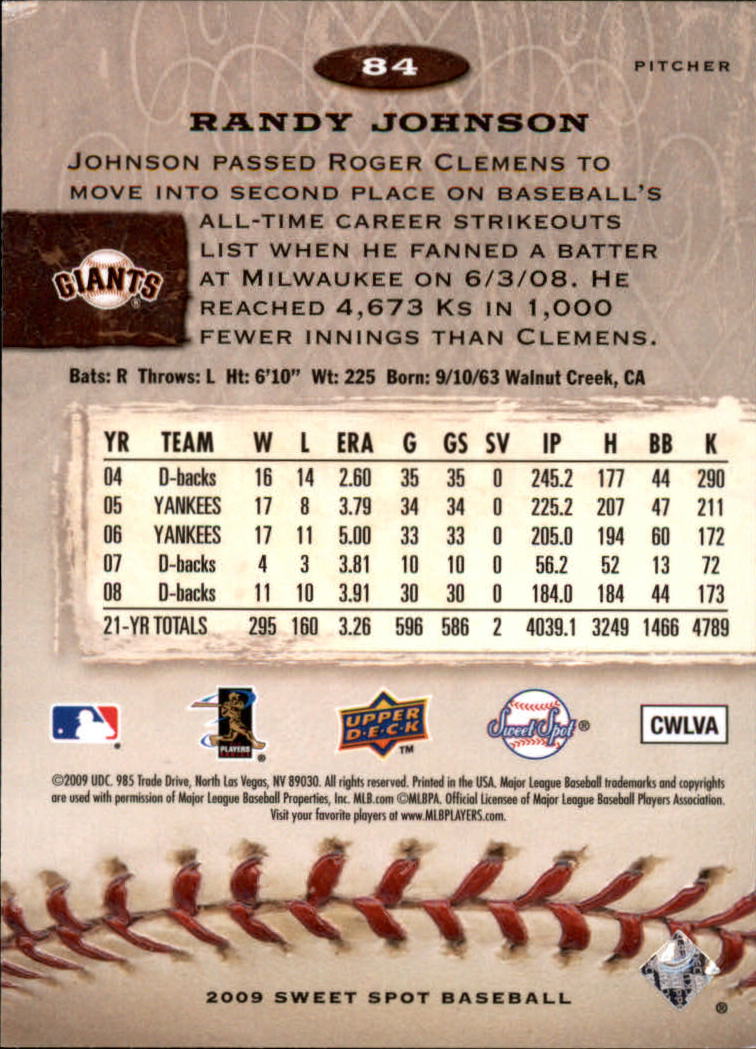 84
PITCHER
RANDY JOHNSON
JOHNSON PASSED ROGER CLEMENS TO
MOVE INTO SECOND PLACE ON BASEBALL'S
ALL-TIME CAREER STRIKEOUTS
LIST WHEN HE FANNED A BATTER
AT MILWAUKEE ON 6/3/08. HE
REACHED 4,673 KS IN 1,000
FEWER INNINGS THAN CLEMENS.
GIANTS ®
Bats: R Throws: L Ht: 6'10" Wt: 225 Born: 9/10/63 Walnut Creek, CA
YR TEAM W L ERA G GS SV IP H BB K
04 D-backs 16 14 2.60 35 35 0 245.2 177 44 290
05 YANKEES 17 8 3.79 34 34 0 225.2 207 47 211
06 YANKEES 17 11 5.00 33 33 0 205.0 194 60 172
07 D-backs 4 3 3.81 10 10 0 56.2 52 13 72
08 D-backs 11 10 3.91 30 30 0 184.0 184 44 173
21-YR TOTALS 295 160 3.26 596 586 2 4039.1 3249 1466 4789
PLAYERS CHOICE ®
UPPER DECK TM
Sweet Spot ®
CWLVA
©2009 UDC. 985 Trade Drive, North Las Vegas, NV 89030. All rights reserved. Printed in the USA. Major League Baseball trademarks and copyrights
are used with permission of Major League Baseball Properties, Inc. MLB.com ©MLBPA. Official Licensee of Major League Baseball Players Association.
Visit your favorite players at www.MLBPLAYERS.com.
2009 SWEET SPOT BASEBALL
®